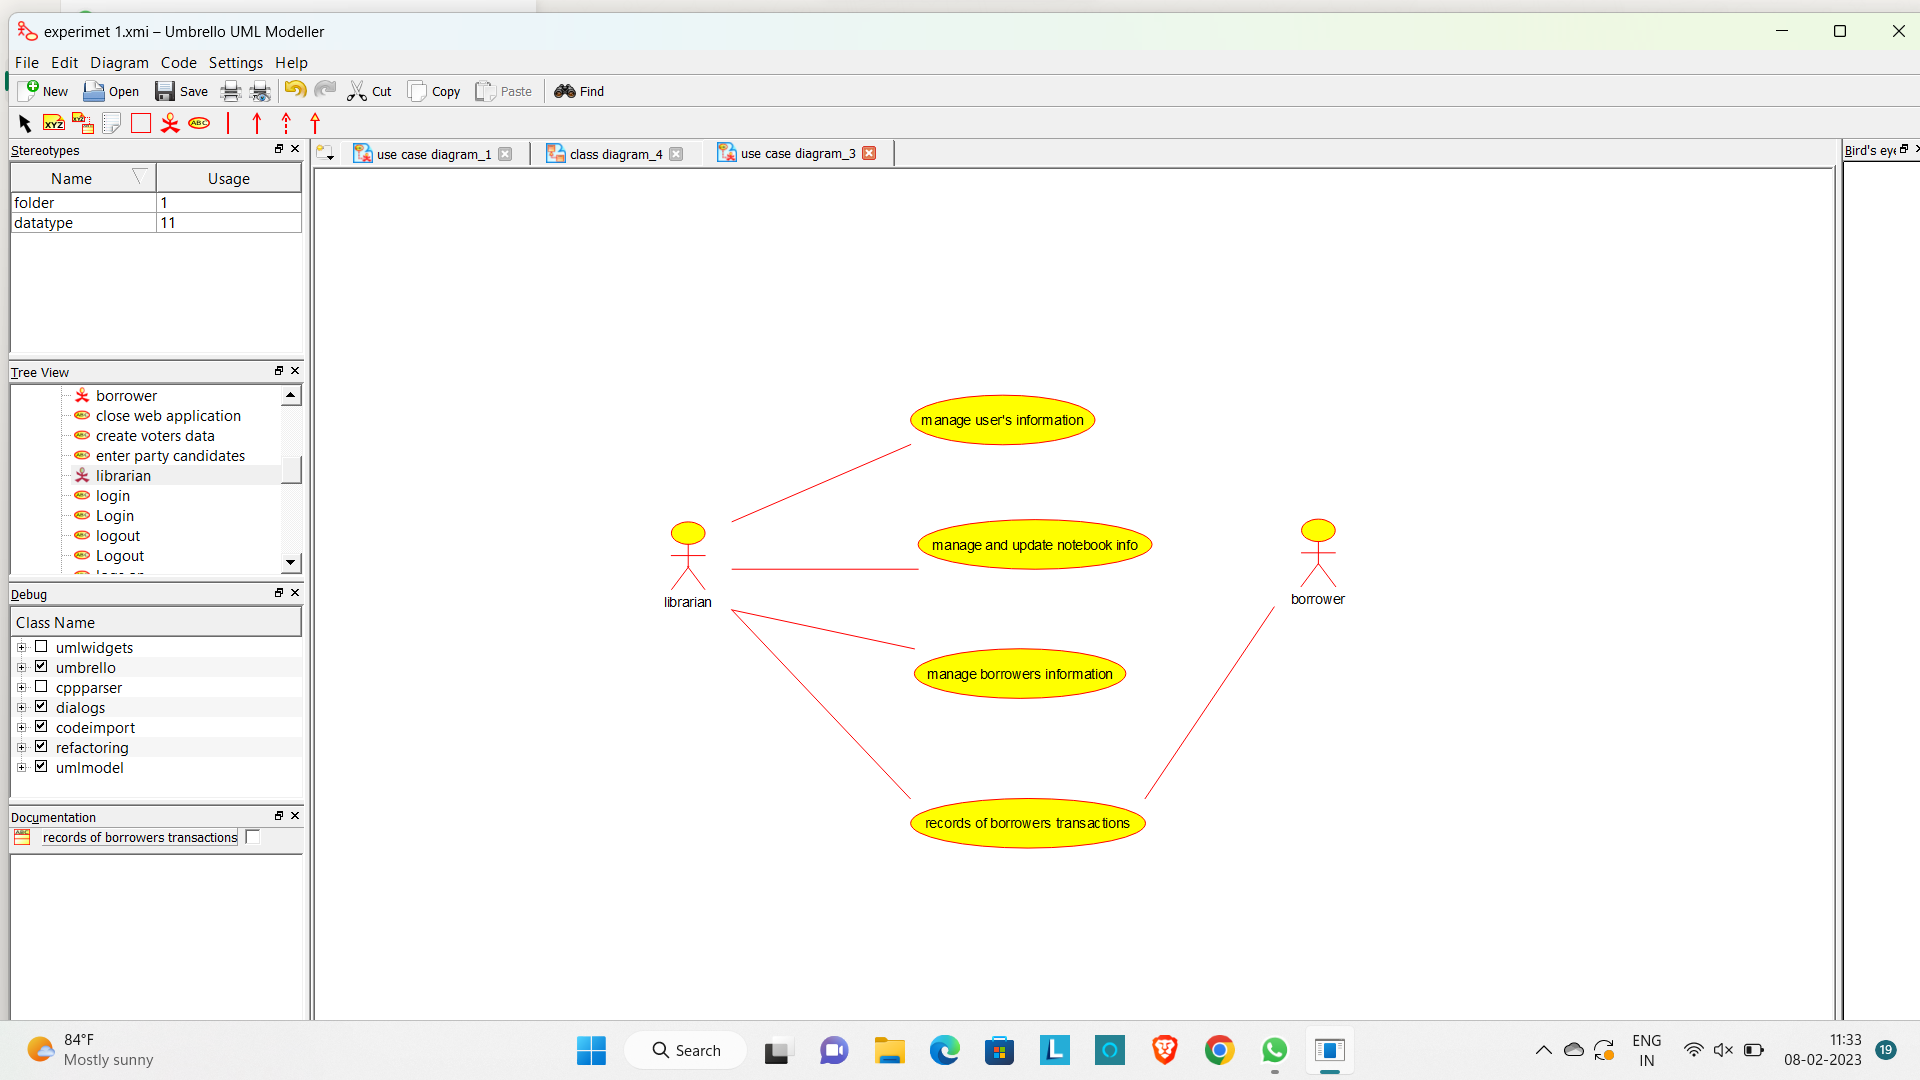 experimet 1.xmi – Umbrello UML Modeller
File Edit Diagram Code Settings Help
New Open Save Cut Copy Paste Find
XYZ XYZ ABC
Stereotypes
Name Usage
folder 1
datatype 11
Tree View
borrower
close web application
create voters data
enter party candidates
librarian
login
Login
logout
Logout
Debug
Class Name
umlwidgets
umbrello
cppparser
dialogs
codeimport
refactoring
umlmodel
Documentation
records of borrowers transactions
use case diagram_1 class diagram_4 use case diagram_3
Bird's eye
manage user's information
manage and update notebook info
librarian
borrower
manage borrowers information
records of borrowers transactions
84°F
Mostly sunny
Search
L
ENG
IN
11:33
08-02-2023
19